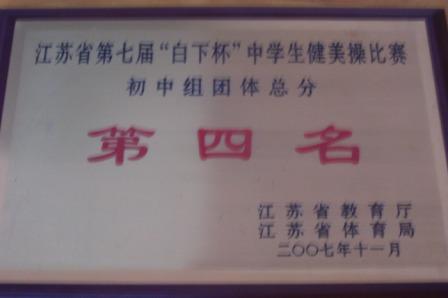 江苏省第七届“白下杯”中学生健美操比赛
初中组团体总分
第四名
江苏省教育厅
江苏省体育局
二〇〇七年十一月